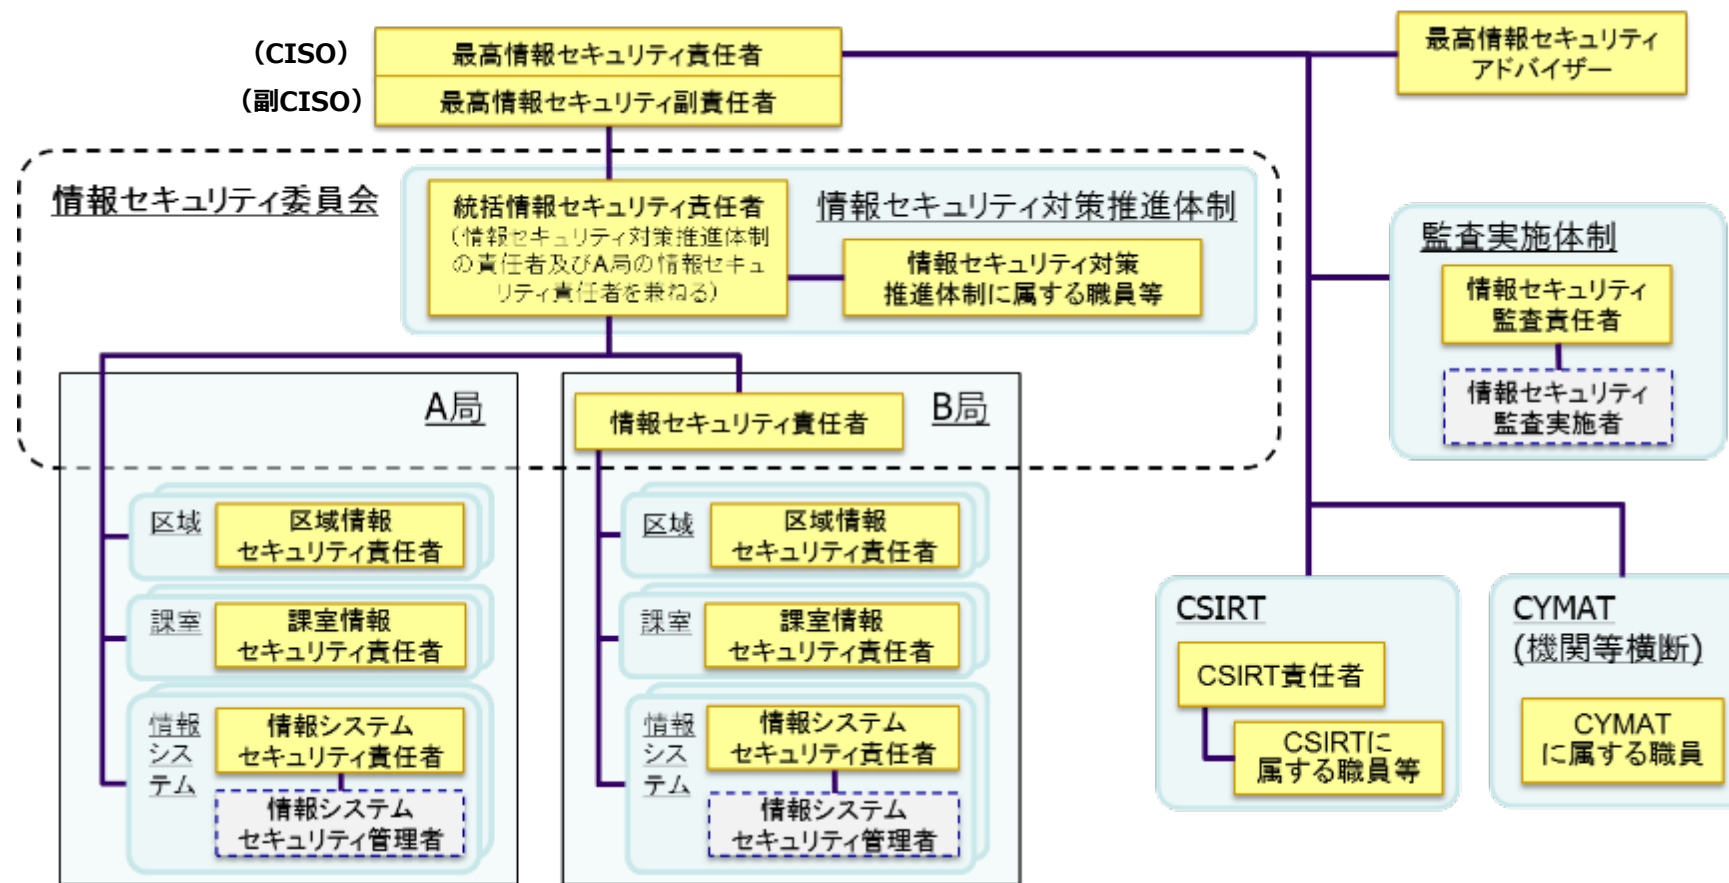 （CISO）
最高情報セキュリティ責任者
（副CISO）
最高情報セキュリティ副責任者
最高情報セキュリティ
アドバイザー
情報セキュリティ委員会
統括情報セキュリティ責任者
（情報セキュリティ対策推進体制
の責任者及びA局の情報セキュ
リティ責任者を兼ねる）
情報セキュリティ対策推進体制
情報セキュリティ対策
推進体制に属する職員等
監査実施体制
情報セキュリティ
監査責任者
情報セキュリティ
監査実施者
A局
区域
区域情報
セキュリティ責任者
課室
課室情報
セキュリティ責任者
情報
シス
テム
情報システム
セキュリティ責任者
情報システム
セキュリティ管理者
B局
情報セキュリティ責任者
区域
区域情報
セキュリティ責任者
課室
課室情報
セキュリティ責任者
情報
シス
テム
情報システム
セキュリティ責任者
情報システム
セキュリティ管理者
CSIRT
CSIRT責任者
CSIRTに
属する職員等
CYMAT
(機関等横断)
CYMAT
に属する職員